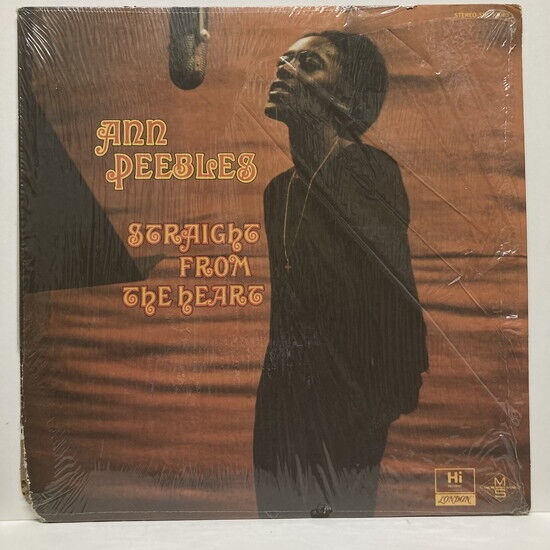 STEREO
Ann
Peebles
Straight
From
the heart
Hi
LONDON
M
S